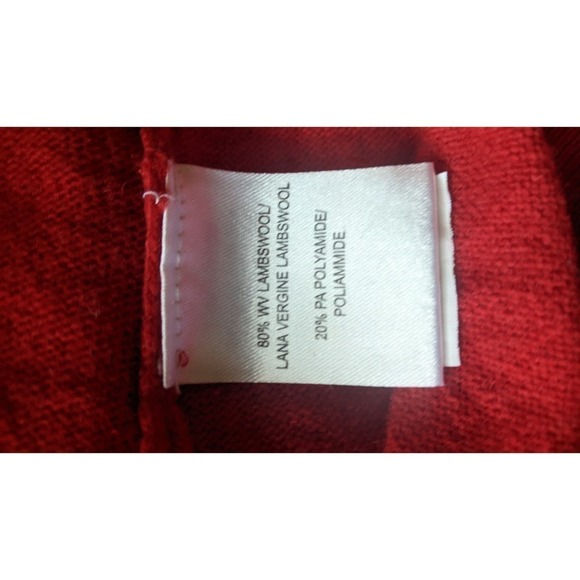 80% WV LAMBSWOOL/
LANA VERGINE LAMBSWOOL
20% PA POLYAMIDE/
POLIAMMIDE